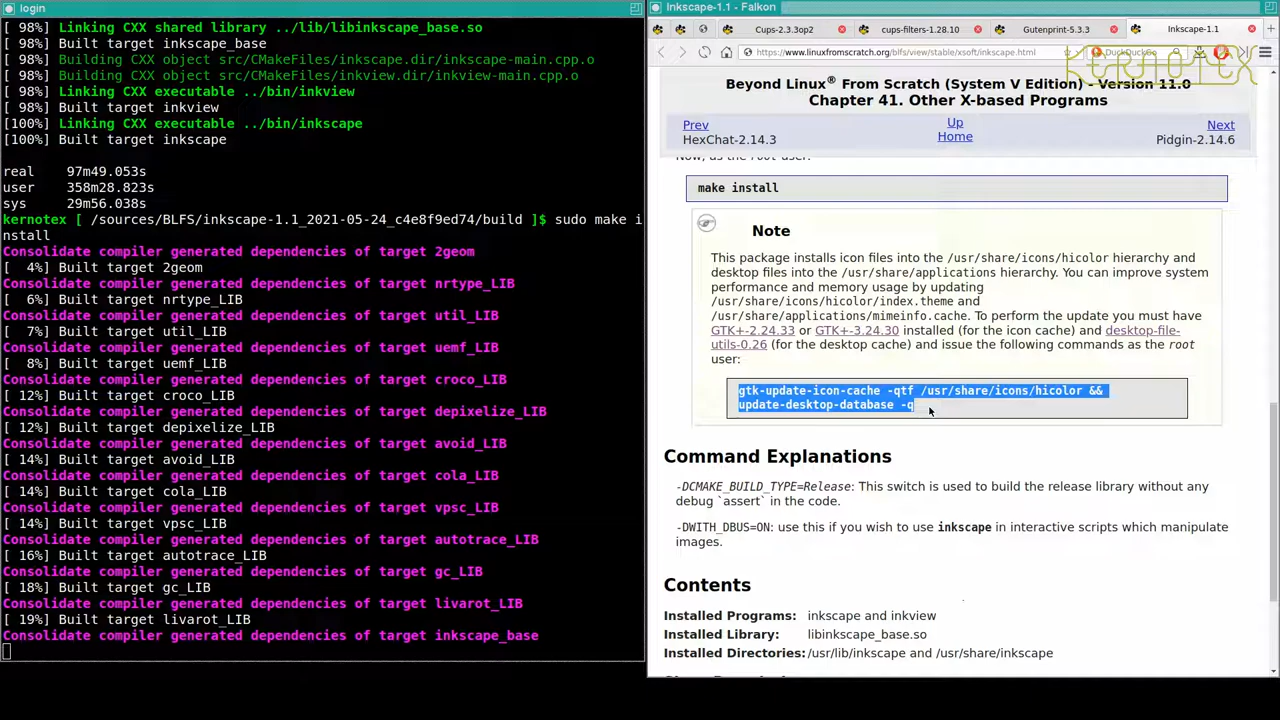 login
[ 98%] Linking CXX shared library ../lib/libinkscape_base.so
[ 98%] Built target inkscape_base
[ 98%] Building CXX object src/CMakeFiles/inkscape.dir/inkscape-main.cpp.o
[ 98%] Building CXX object src/CMakeFiles/inkview.dir/inkview-main.cpp.o
[ 98%] Linking CXX executable ../bin/inkview
[ 98%] Built target inkview
[100%] Linking CXX executable ../bin/inkscape
[100%] Built target inkscape
real    97m49.053s
user    358m28.823s
sys     29m56.038s
kernotex [ /sources/BLFS/inkscape-1.1_2021-05-24_c4e8f9ed74/build ]$ sudo make i
nstall
Consolidate compiler generated dependencies of target 2geom
[  4%] Built target 2geom
Consolidate compiler generated dependencies of target nrtype_LIB
[  6%] Built target nrtype_LIB
Consolidate compiler generated dependencies of target util_LIB
[  7%] Built target util_LIB
Consolidate compiler generated dependencies of target uemf_LIB
[  8%] Built target uemf_LIB
Consolidate compiler generated dependencies of target croco_LIB
[ 12%] Built target croco_LIB
Consolidate compiler generated dependencies of target depixelize_LIB
[ 12%] Built target depixelize_LIB
Consolidate compiler generated dependencies of target avoid_LIB
[ 14%] Built target avoid_LIB
Consolidate compiler generated dependencies of target cola_LIB
[ 14%] Built target cola_LIB
Consolidate compiler generated dependencies of target vpsc_LIB
[ 14%] Built target vpsc_LIB
Consolidate compiler generated dependencies of target autotrace_LIB
[ 16%] Built target autotrace_LIB
Consolidate compiler generated dependencies of target gc_LIB
[ 18%] Built target gc_LIB
Consolidate compiler generated dependencies of target livarot_LIB
[ 19%] Built target livarot_LIB
Consolidate compiler generated dependencies of target inkscape_base
Inkscape-1.1 - Falkon
Cups-2.3.3op2
cups-filters-1.28.10
Gutenprint-5.3.3
Inkscape-1.1
https://www.linuxfromscratch.org/blfs/view/stable/xsoft/inkscape.html
DuckDuckGo
KERNOTEX
Beyond Linux® From Scratch (System V Edition) - Version 11.0
Chapter 41. Other X-based Programs
Prev
Up
Next
HexChat-2.14.3
Home
Pidgin-2.14.6
Now, as the root user:
make install
Note
This package installs icon files into the /usr/share/icons/hicolor hierarchy and
desktop files into the /usr/share/applications hierarchy. You can improve system
performance and memory usage by updating
/usr/share/icons/hicolor/index.theme and
/usr/share/applications/mimeinfo.cache. To perform the update you must have
GTK+-2.24.33 or GTK+-3.24.30 installed (for the icon cache) and desktop-file-
utils-0.26 (for the desktop cache) and issue the following commands as the root
user:
gtk-update-icon-cache -qtf /usr/share/icons/hicolor &&
update-desktop-database -q
Command Explanations
-DCMAKE_BUILD_TYPE=Release: This switch is used to build the release library without any
debug `assert` in the code.
-DWITH_DBUS=ON: use this if you wish to use inkscape in interactive scripts which manipulate
images.
Contents
Installed Programs: inkscape and inkview
Installed Library: libinkscape_base.so
Installed Directories: /usr/lib/inkscape and /usr/share/inkscape